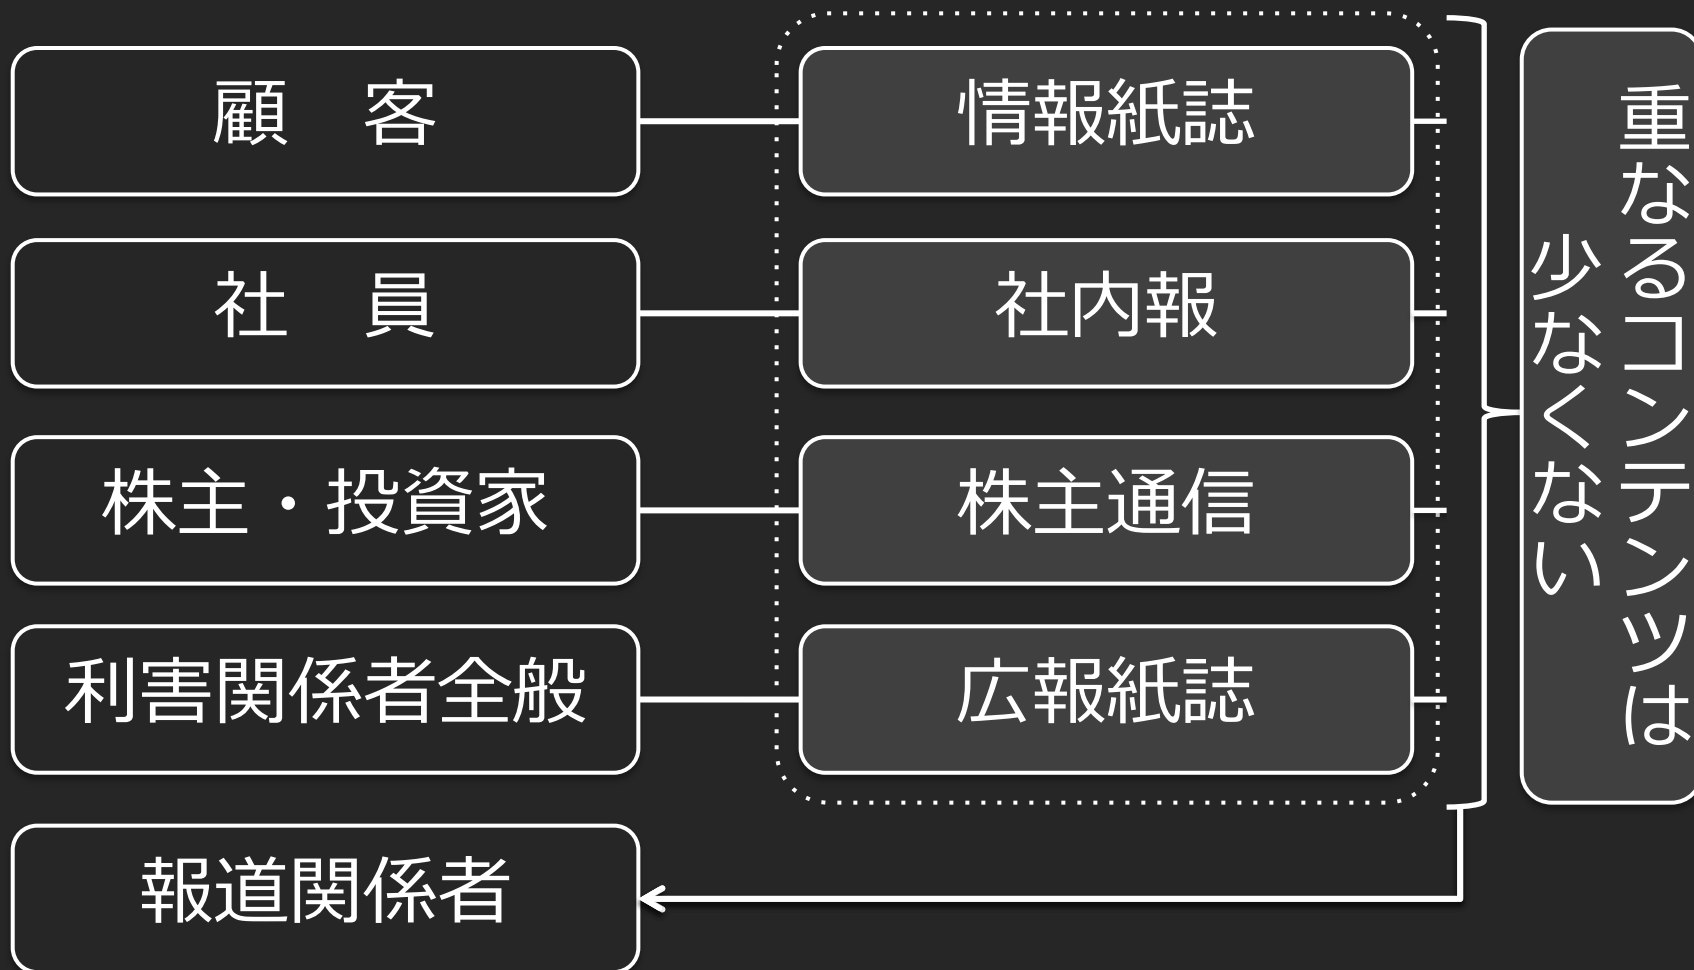 顧　客
情報紙誌
社　員
社内報
株主・投資家
株主通信
利害関係者全般
広報紙誌
報道関係者
重なるコンテンツは
少なくない